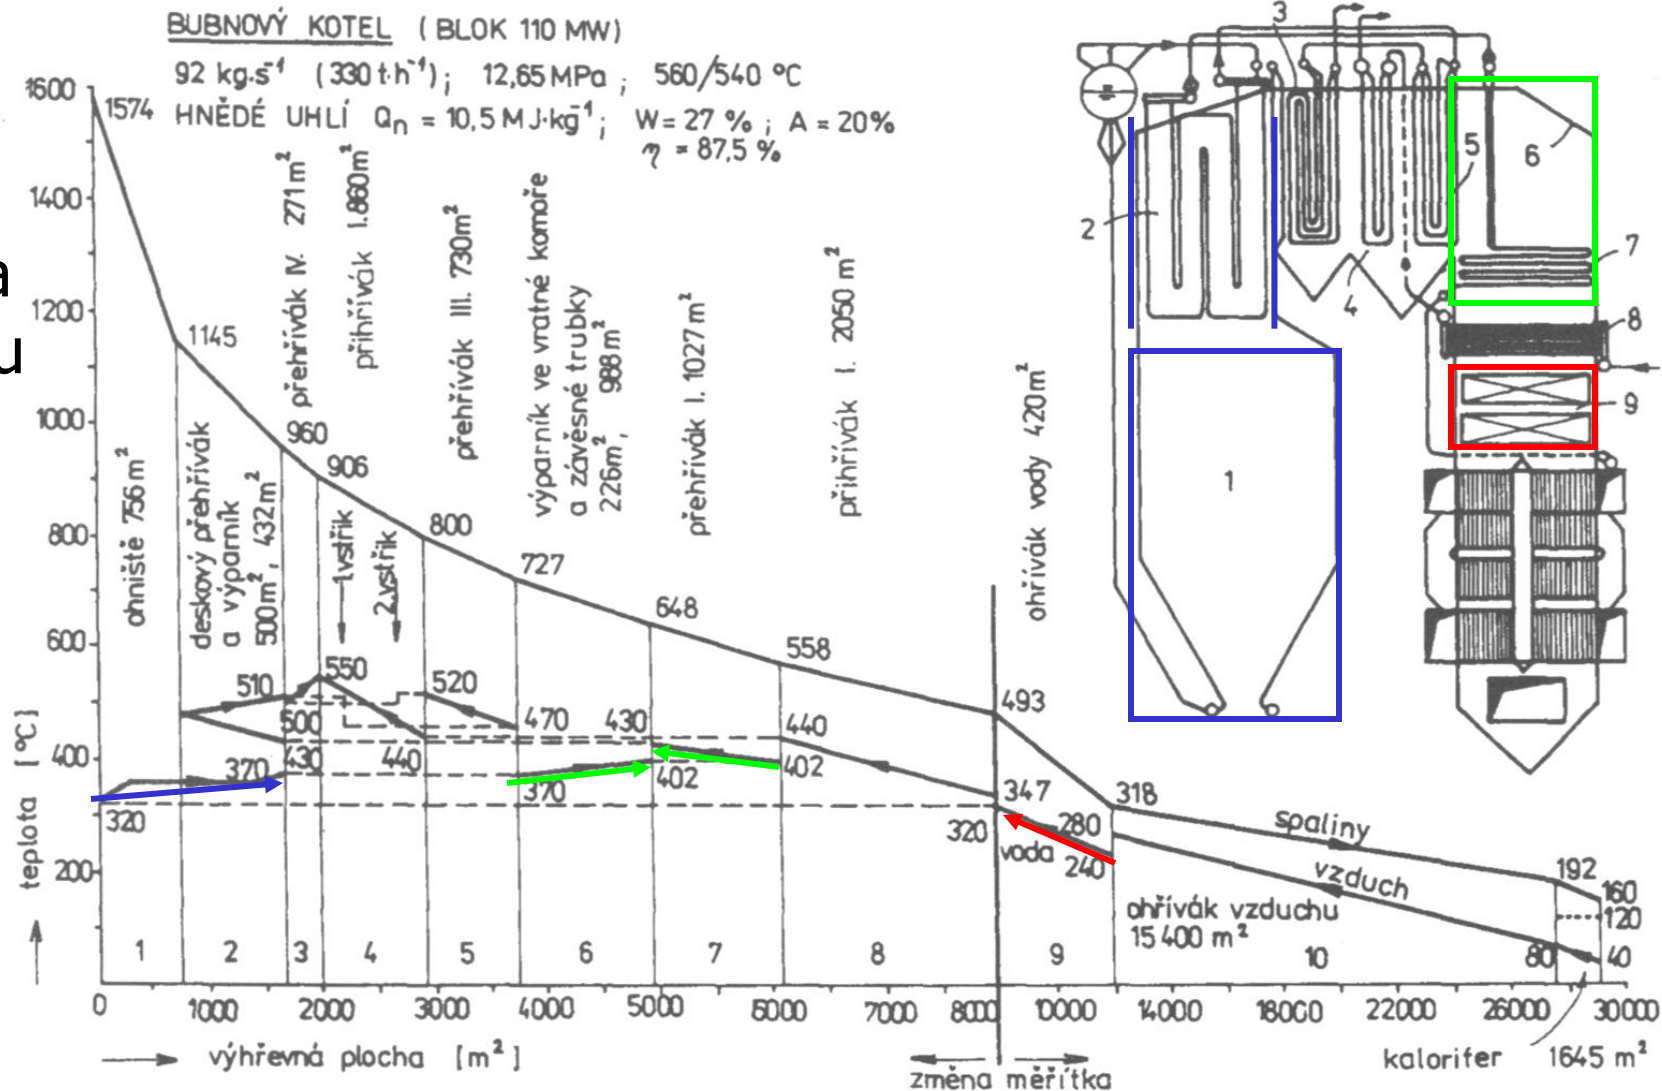 BUBNOVÝ KOTEL (BLOK 110 MW)
92 kg·s⁻¹ (330 t·h⁻¹); 12,65 MPa ; 560/540 °C
HNĚDÉ UHLÍ Qn = 10,5 MJ·kg⁻¹; W = 27 % ; A = 20%
η = 87,5 %
a
u
teplota [°C]
1600
1400
1200
1000
800
600
400
200
0
1574
1145
960
906
800
727
648
558
493
318
192
160
120
40
80
ohniště 756 m²
deskový přehřívák
a výparník
500m², 432m²
přehřívák IV. 271 m²
přihřívák 1.860m²
1.vstřik
2.vstřik
přehřívák III. 730m²
výparník ve vratné komoře
a závěsné trubky
226m², 988m²
přehřívák I. 1027m²
přihřívák I. 2050 m²
ohřívák vody 420m²
510
550
520
500
430
470
430
440
370
440
402
402
370
320
347
320
280
240
voda
spaliny
vzduch
ohřívák vzduchu
15 400 m²
1 2 3 4 5 6 7 8 9 10
0 1000 2000 3000 4000 5000 6000 7000 8000 10000 14000 18000 22000 26000 30000
výhřevná plocha [m²]
změna měřítka
kalorifer 1645 m²
3
2
5
6
4
7
8
9
1